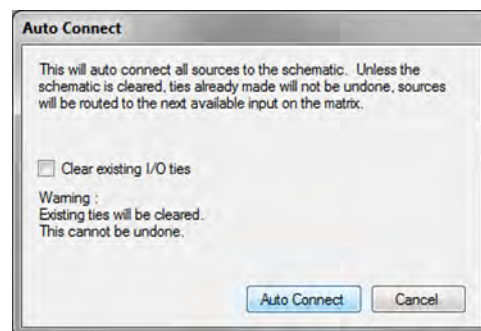 Auto Connect
This will auto connect all sources to the schematic. Unless the
schematic is cleared, ties already made will not be undone, sources
will be routed to the next available input on the matrix.
Clear existing I/O ties
Warning :
Existing ties will be cleared.
This cannot be undone.
Auto Connect Cancel